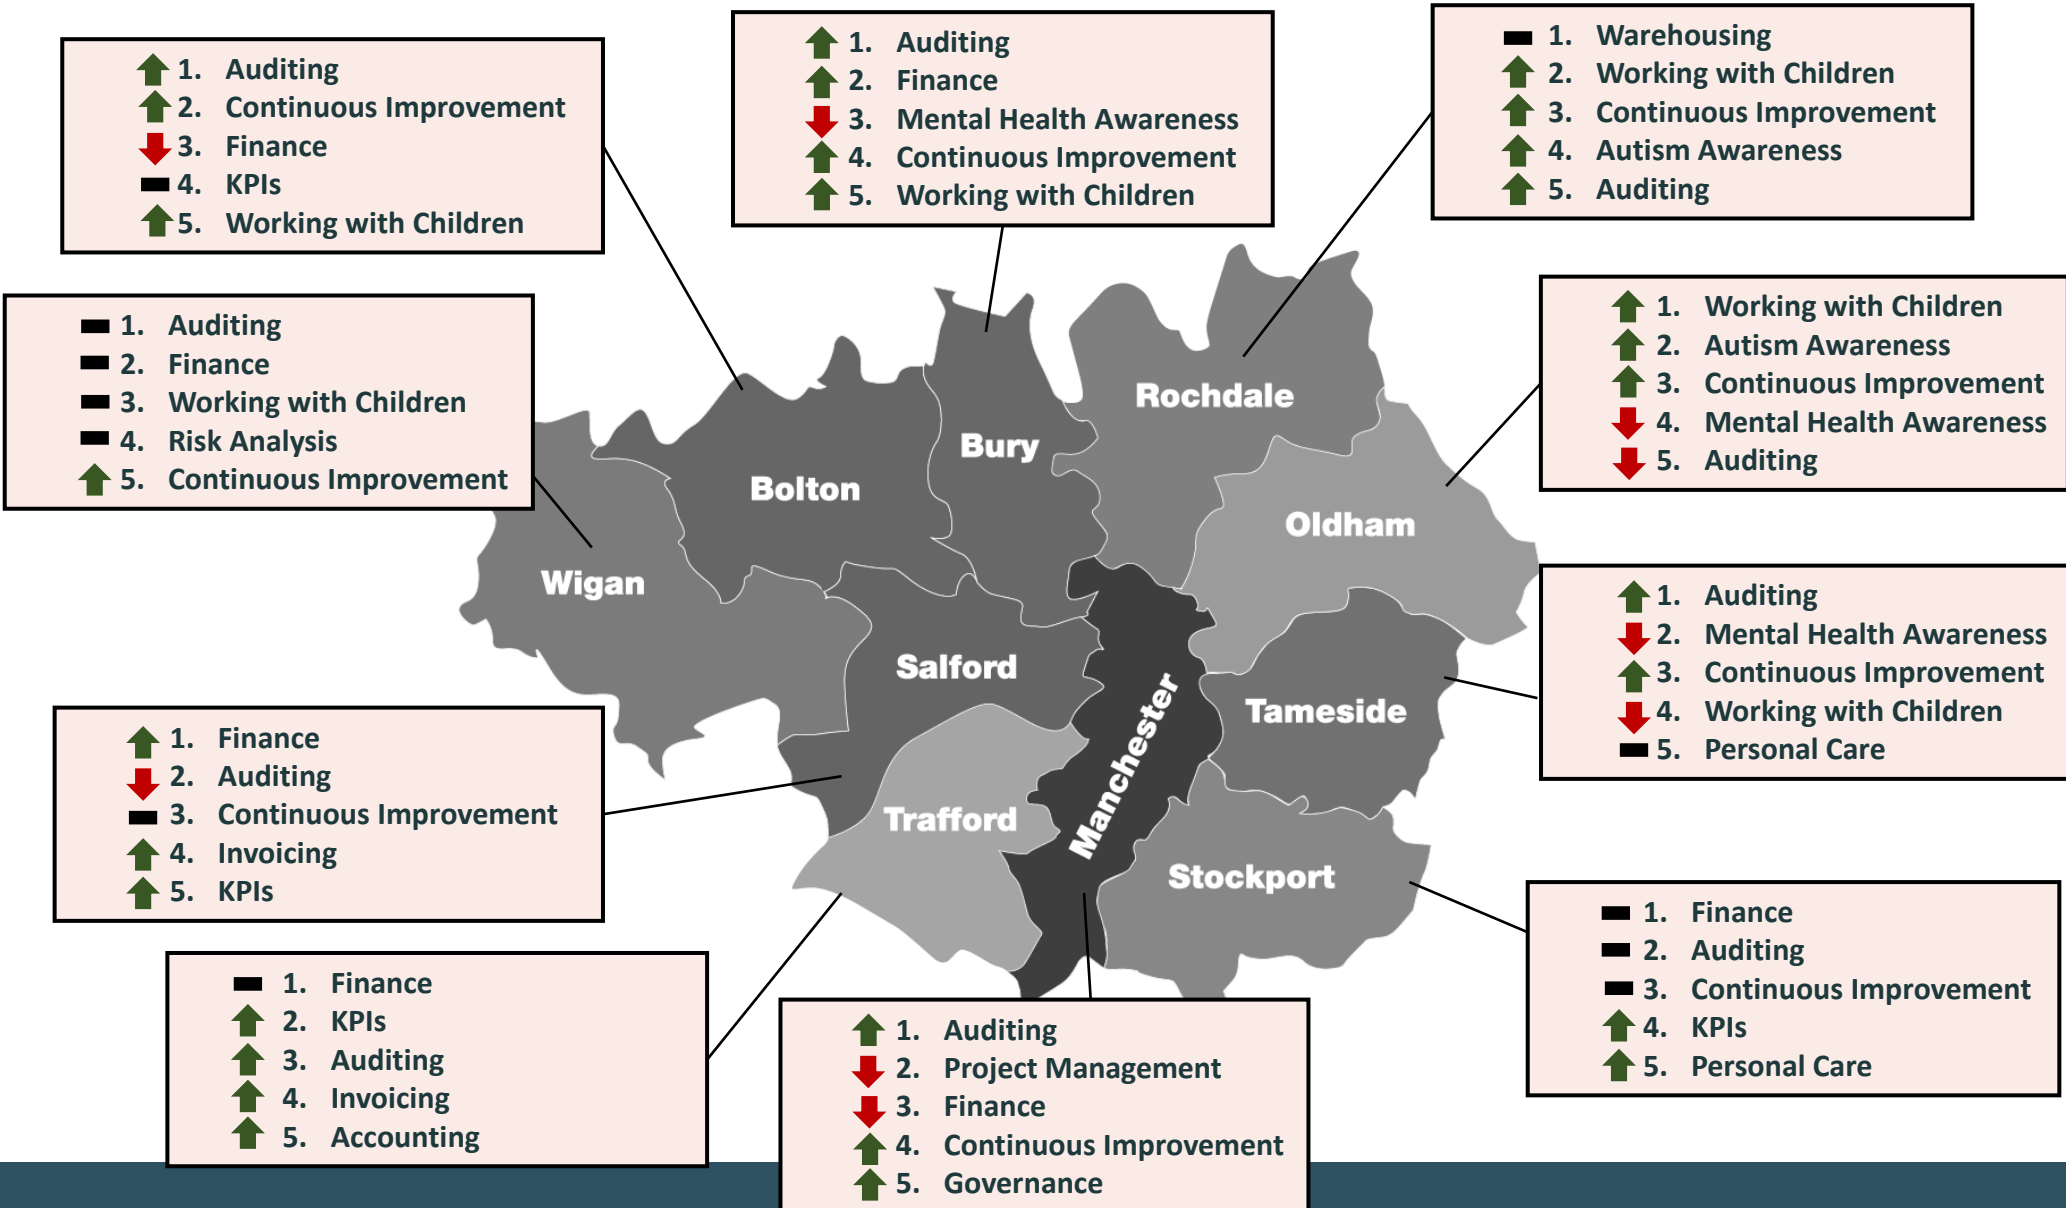 1. Auditing
2. Continuous Improvement
3. Finance
4. KPIs
5. Working with Children
1. Auditing
2. Finance
3. Mental Health Awareness
4. Continuous Improvement
5. Working with Children
1. Warehousing
2. Working with Children
3. Continuous Improvement
4. Autism Awareness
5. Auditing
1. Auditing
2. Finance
3. Working with Children
4. Risk Analysis
5. Continuous Improvement
1. Working with Children
2. Autism Awareness
3. Continuous Improvement
4. Mental Health Awareness
5. Auditing
Rochdale
Bury
Bolton
Oldham
Wigan
Salford
Tameside
Manchester
Trafford
Stockport
1. Auditing
2. Mental Health Awareness
3. Continuous Improvement
4. Working with Children
5. Personal Care
1. Finance
2. Auditing
3. Continuous Improvement
4. Invoicing
5. KPIs
1. Finance
2. Auditing
3. Continuous Improvement
4. KPIs
5. Personal Care
1. Finance
2. KPIs
3. Auditing
4. Invoicing
5. Accounting
1. Auditing
2. Project Management
3. Finance
4. Continuous Improvement
5. Governance